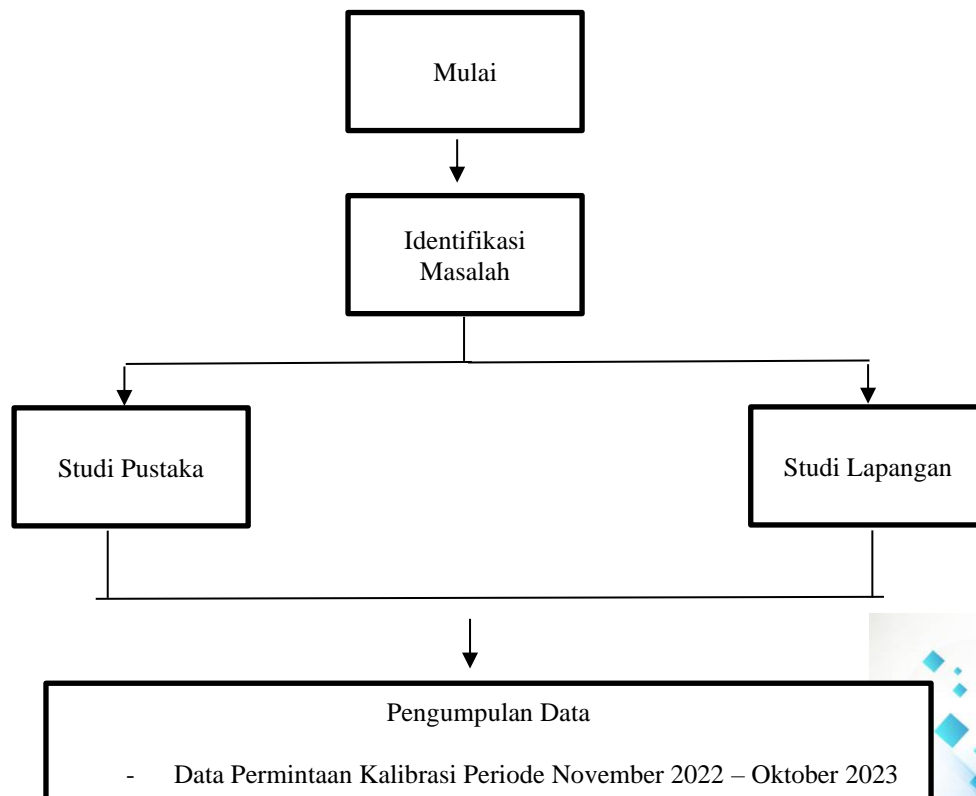 Mulai
Identifikasi
Masalah
Studi Pustaka
Studi Lapangan
Pengumpulan Data
- Data Permintaan Kalibrasi Periode November 2022 – Oktober 2023